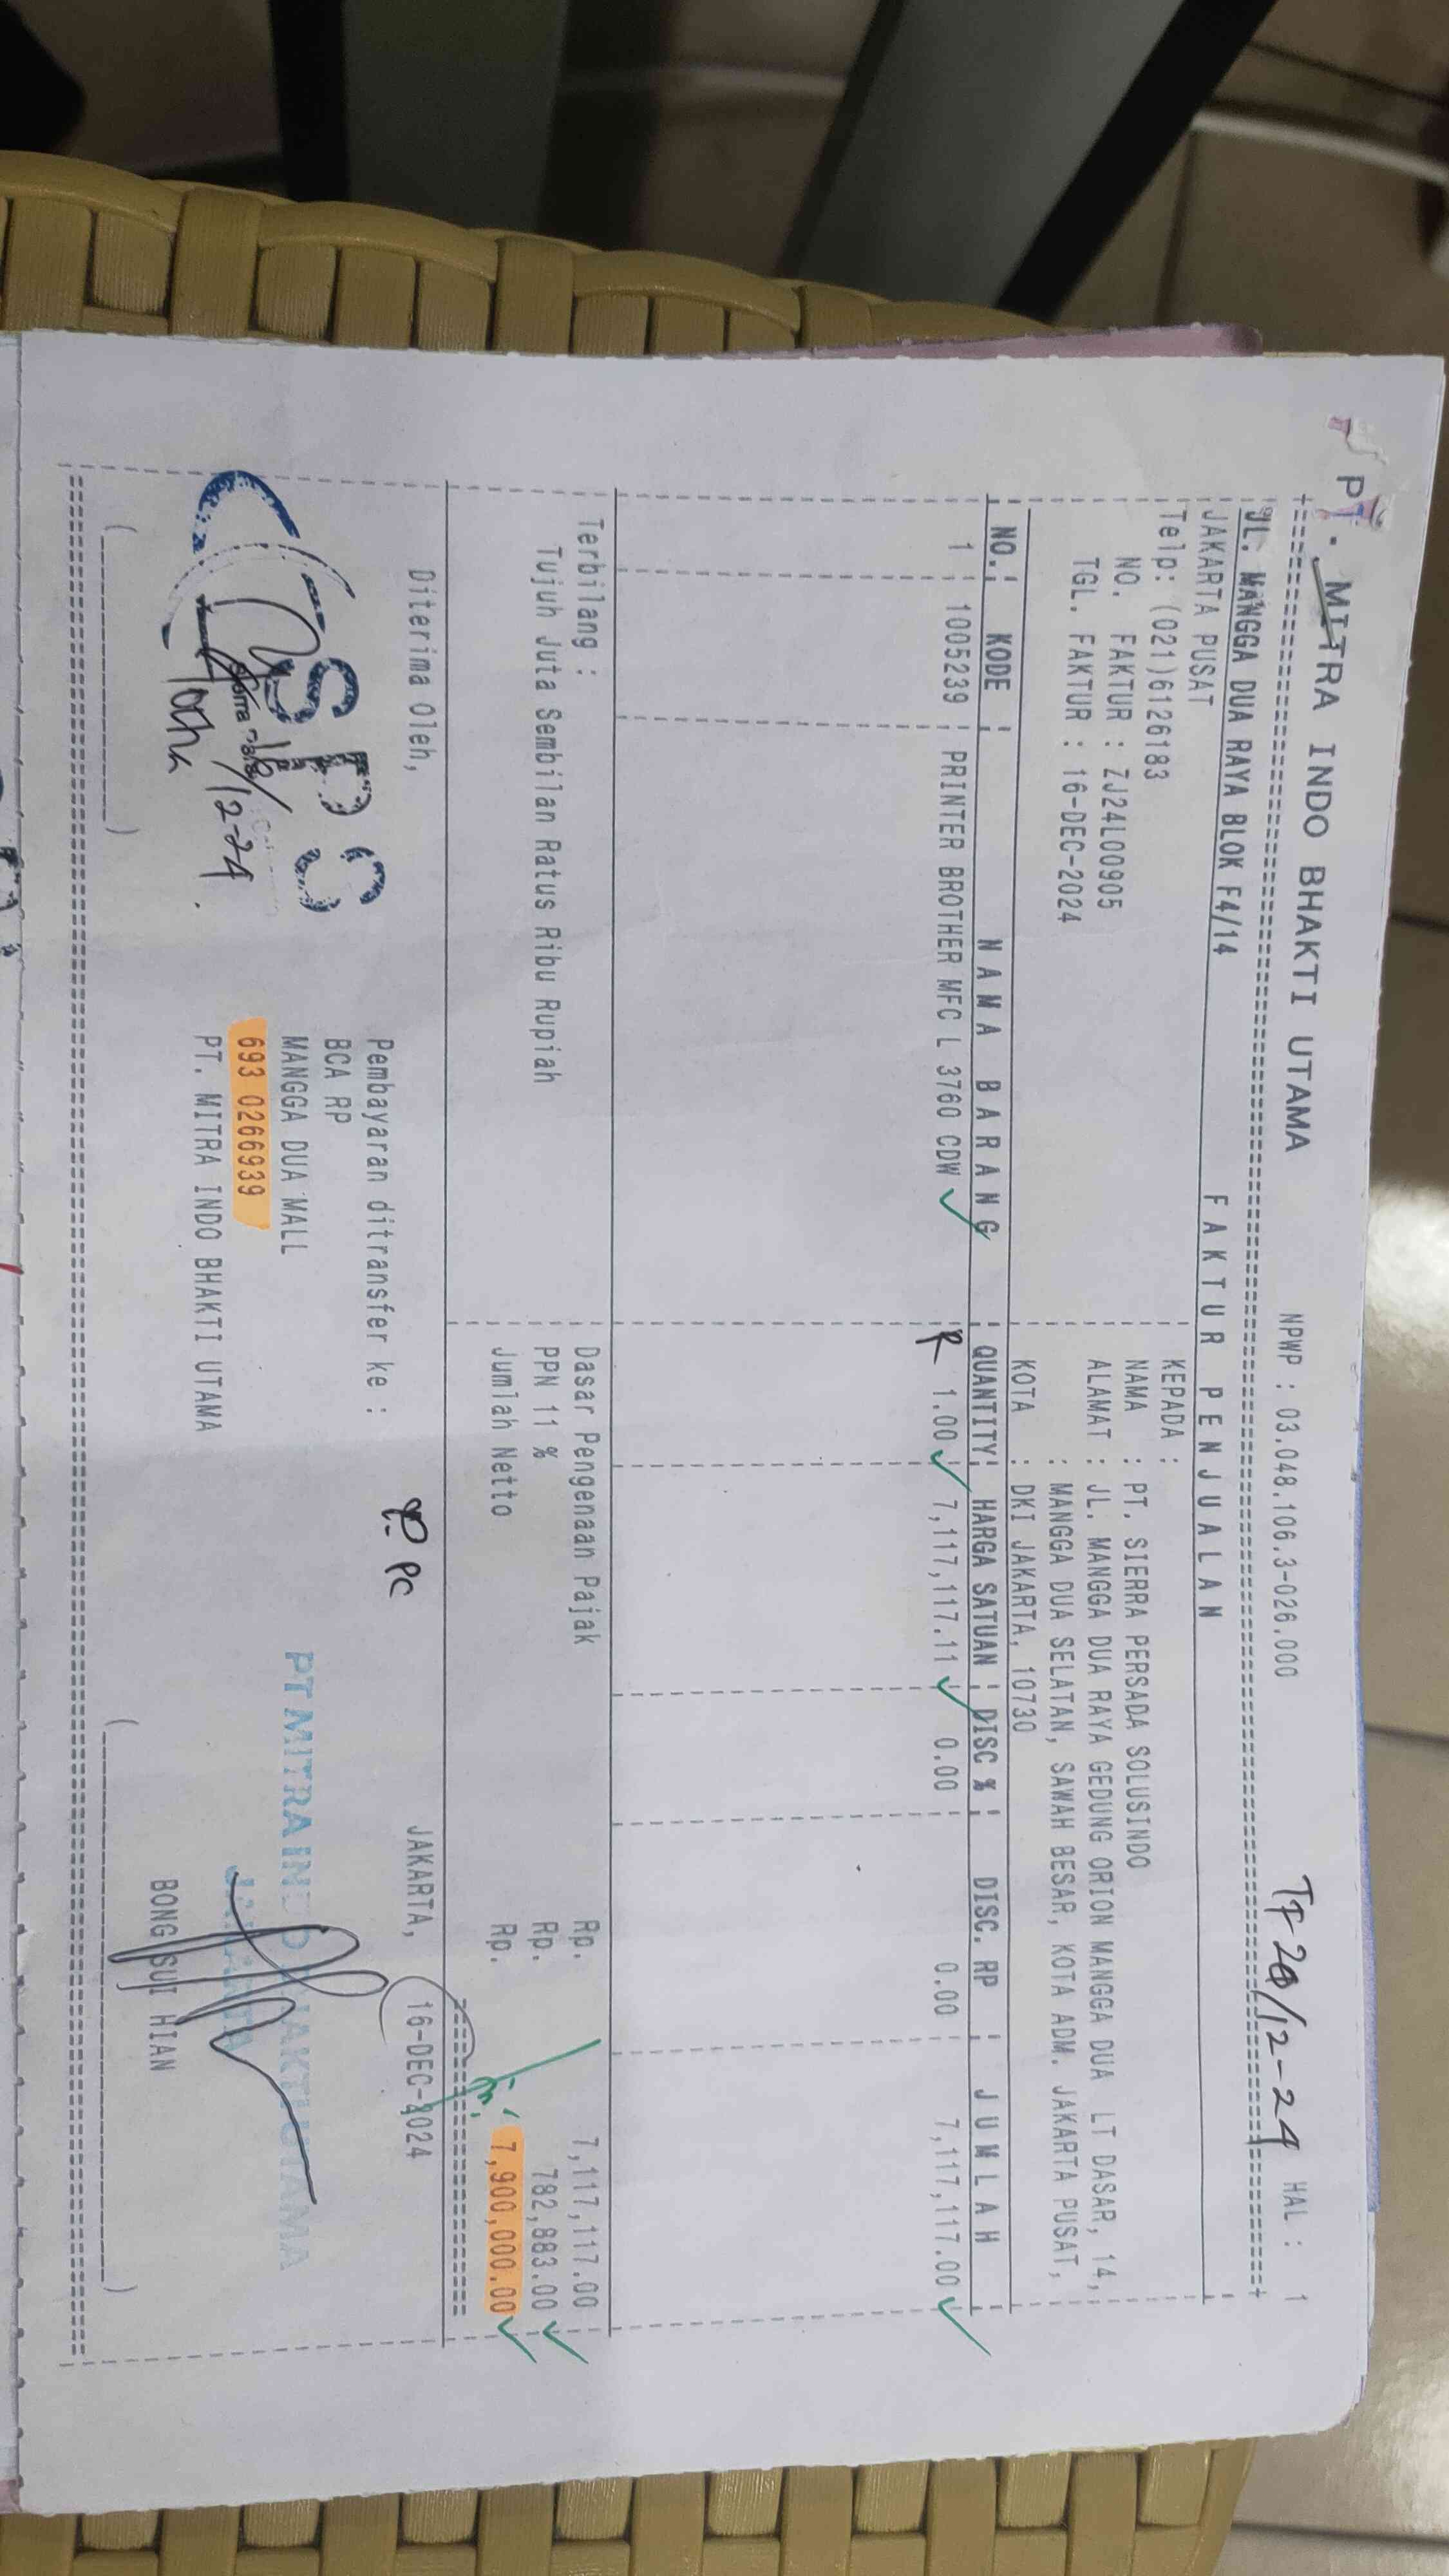 PT. MITRA INDO BHAKTI UTAMA NPWP : 03.048.106.3-026.000 TF 20/12-24 HAL : 1
JL. MANGGA DUA RAYA BLOK F4/14
JAKARTA PUSAT
FAKTUR PENJUALAN
Telp: (021)6126183
NO. FAKTUR : ZJ24L00905
TGL. FAKTUR : 16-DEC-2024
KEPADA :
NAMA : PT. SIERRA PERSADA SOLUSINDO
ALAMAT : JL. MANGGA DUA RAYA GEDUNG ORION MANGGA DUA LT DASAR, 14,
: MANGGA DUA SELATAN, SAWAH BESAR, KOTA ADM. JAKARTA PUSAT,
KOTA : DKI JAKARTA, 10730
NO. KODE NAMA BARANG QUANTITY HARGA SATUAN DISC % DISC. RP JUMLAH
1 1005239 PRINTER BROTHER MFC L 3760 CDW 1.00 7,117,117.11 0.00 0.00 7,117,117.00
Terbilang :
Tujuh Juta Sembilan Ratus Ribu Rupiah
Dasar Pengenaan Pajak Rp. 7,117,117.00
PPN 11 % Rp. 782,883.00
Jumlah Netto Rp. 7,900,000.00
Diterima Oleh,
SPS
16/12-24
Pembayaran ditransfer ke :
BCA RP
MANGGA DUA MALL
693 0266939
PT. MITRA INDO BHAKTI UTAMA
PC
JAKARTA, 16-DEC-2024
PT MITRA INDO BHAKTI UTAMA
JAKARTA
BONG SUI HIAN